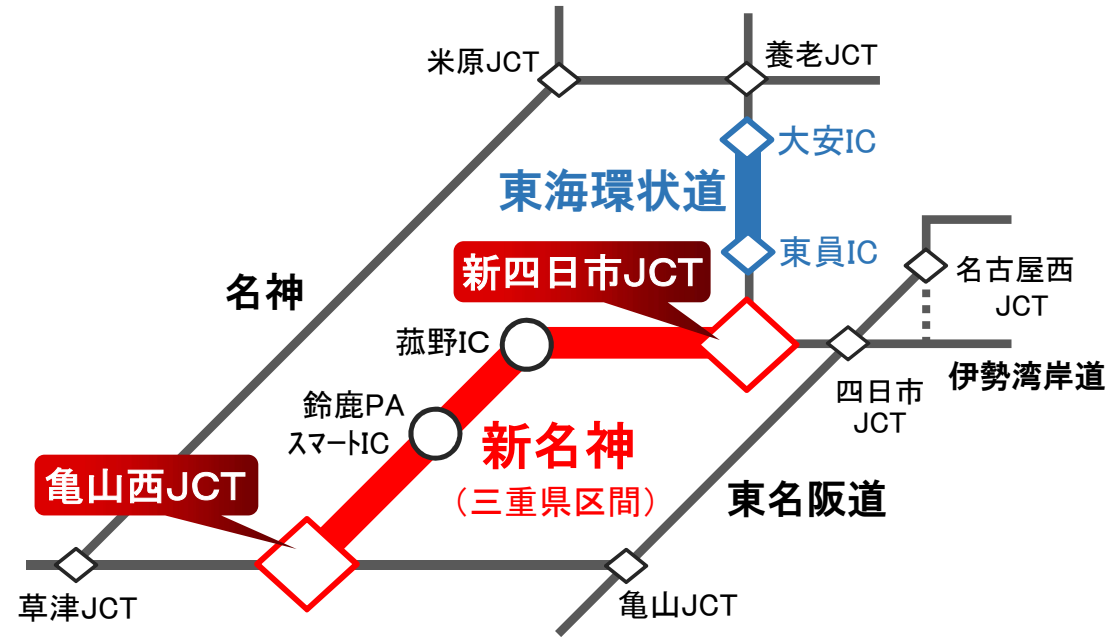 米原JCT
養老JCT
大安IC
東海環状道
東員IC
新四日市JCT
名古屋西
JCT
名神
菰野IC
伊勢湾岸道
四日市
JCT
鈴鹿PA
スマートIC
新名神
(三重県区間)
亀山西JCT
東名阪道
草津JCT
亀山JCT